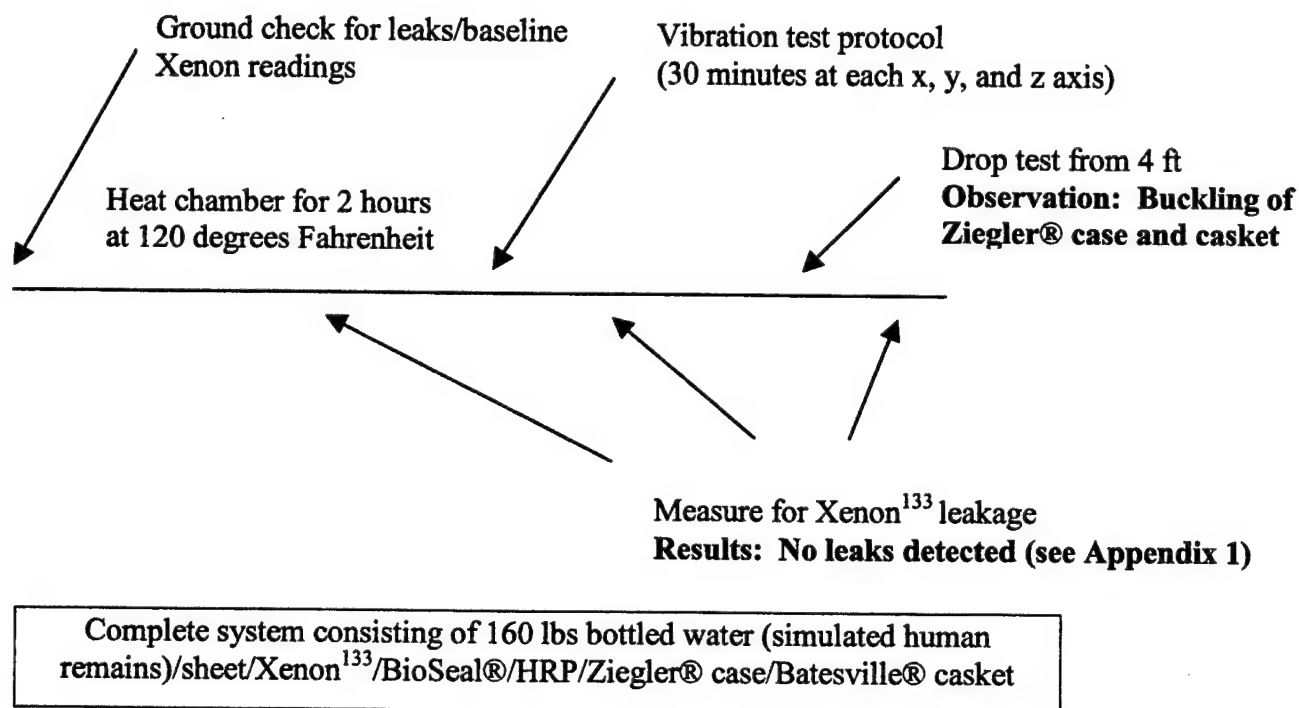 Ground check for leaks/baseline
Xenon readings
Vibration test protocol
(30 minutes at each x, y, and z axis)
Drop test from 4 ft
Observation: Buckling of
Ziegler® case and casket
Heat chamber for 2 hours
at 120 degrees Fahrenheit
Measure for Xenon¹³³ leakage
Results: No leaks detected (see Appendix 1)
Complete system consisting of 160 lbs bottled water (simulated human
remains)/sheet/Xenon¹³³/BioSeal®/HRP/Ziegler® case/Batesville® casket